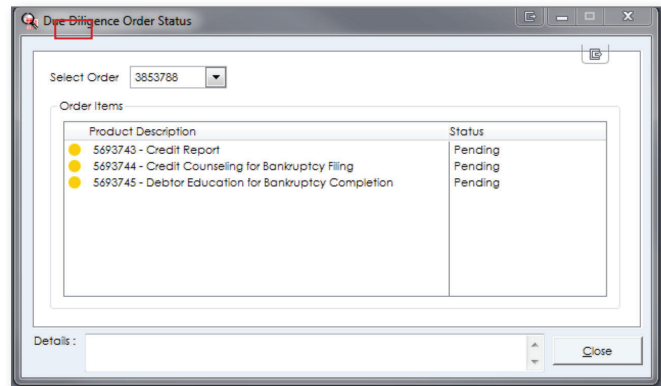 Due Diligence Order Status
Select Order 3853788
Order Items
Product Description Status
5693743 - Credit Report Pending
5693744 - Credit Counseling for Bankruptcy Filing Pending
5693745 - Debtor Education for Bankruptcy Completion Pending
Details :
Close